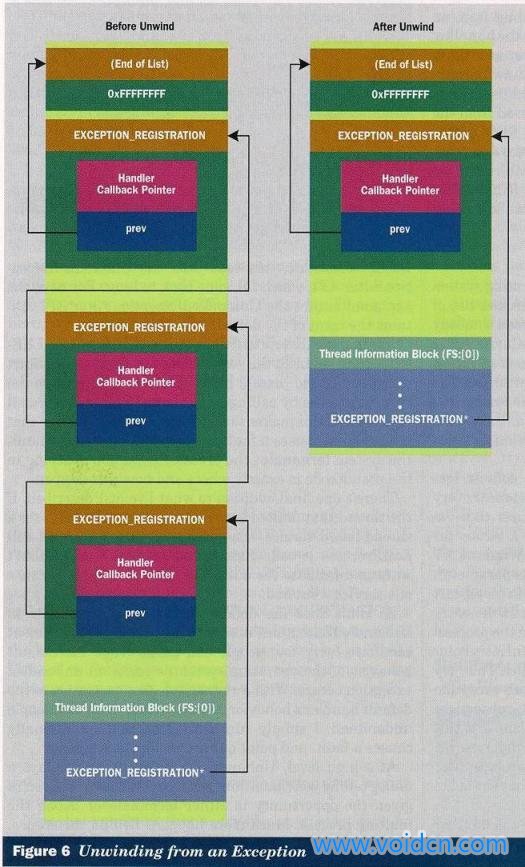 Before Unwind
(End of List)
0xFFFFFFFF
EXCEPTION_REGISTRATION
Handler
Callback Pointer
prev
EXCEPTION_REGISTRATION
Handler
Callback Pointer
prev
EXCEPTION_REGISTRATION
Handler
Callback Pointer
prev
Thread Information Block (FS:[0])
EXCEPTION_REGISTRATION*
After Unwind
(End of List)
0xFFFFFFFF
EXCEPTION_REGISTRATION
Handler
Callback Pointer
prev
Thread Information Block (FS:[0])
EXCEPTION_REGISTRATION*
Figure 6 Unwinding from an Exception
www.voidcn.com